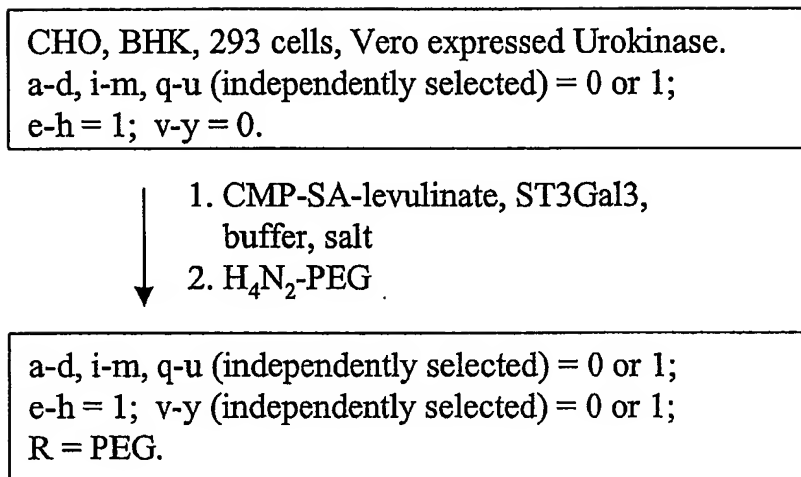 CHO, BHK, 293 cells, Vero expressed Urokinase.
a-d, i-m, q-u (independently selected) = 0 or 1;
e-h = 1; v-y = 0.
1. CMP-SA-levulinate, ST3Gal3,
buffer, salt
2. H₄N₂-PEG
a-d, i-m, q-u (independently selected) = 0 or 1;
e-h = 1; v-y (independently selected) = 0 or 1;
R = PEG.